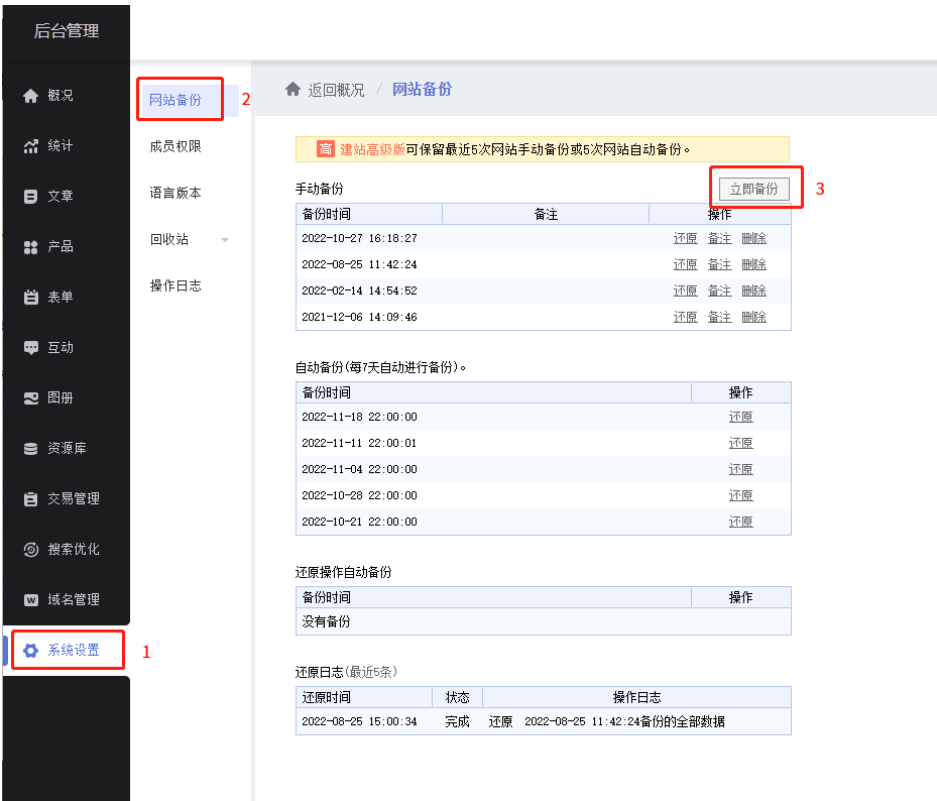 后台管理
概况
统计
文章
产品
表单
互动
图册
资源库
交易管理
搜索优化
域名管理
系统设置 1
网站备份 2
成员权限
语言版本
回收站
操作日志
返回概况 / 网站备份
高 建站高级版可保留最近5次网站手动备份或5次网站自动备份。
手动备份 立即备份 3
备份时间 备注 操作
2022-10-27 16:18:27 还原 备注 删除
2022-08-25 11:42:24 还原 备注 删除
2022-02-14 14:54:52 还原 备注 删除
2021-12-06 14:09:46 还原 备注 删除
自动备份(每7天自动进行备份)。
备份时间 操作
2022-11-18 22:00:00 还原
2022-11-11 22:00:01 还原
2022-11-04 22:00:00 还原
2022-10-28 22:00:00 还原
2022-10-21 22:00:00 还原
还原操作自动备份
备份时间 操作
没有备份
还原日志(最近5条)
还原时间 状态 操作日志
2022-08-25 15:00:34 完成 还原 2022-08-25 11:42:24备份的全部数据